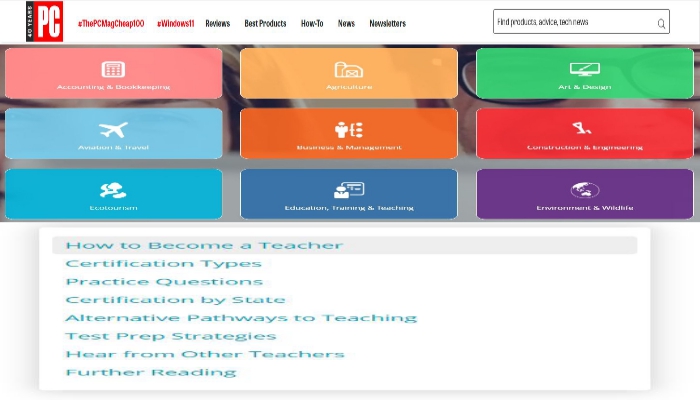 40 YEARS PC #ThePCMagCheap100 #Windows11 Reviews Best Products How-To News Newsletters Find products, advice, tech news
Accounting & Bookkeeping Agriculture Art & Design
Aviation & Travel Business & Management Construction & Engineering
Ecotourism Education, Training & Teaching Environment & Wildlife
How to Become a Teacher
Certification Types
Practice Questions
Certification by State
Alternative Pathways to Teaching
Test Prep Strategies
Hear from Other Teachers
Further Reading